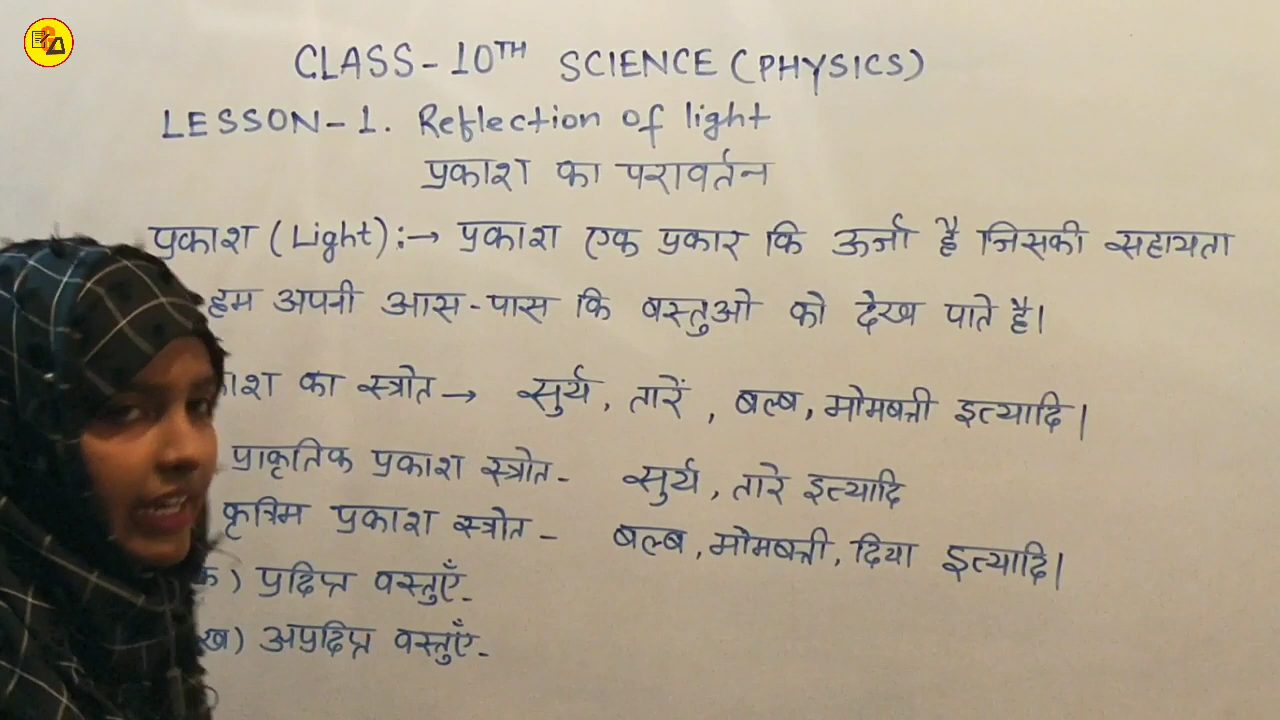 CLASS-10TH SCIENCE (PHYSICS)
LESSON-1. Reflection of light
प्रकाश का परावर्तन
प्रकाश (Light):→ प्रकाश एक प्रकार कि ऊर्जा है जिसकी सहायता
हम अपनी आस-पास कि वस्तुओ को देख पाते है।
का स्त्रोत → सुर्य, तारें, बल्ब, मोमबत्ती इत्यादि।
प्राकृतिक प्रकाश स्त्रोत- सुर्य, तारे इत्यादि
कृत्रिम प्रकाश स्त्रोत - बल्ब, मोमबत्ती, दिया इत्यादि।
क) प्रदिप्त वस्तुएँ-
ख) अप्रदिप्त वस्तुएँ-